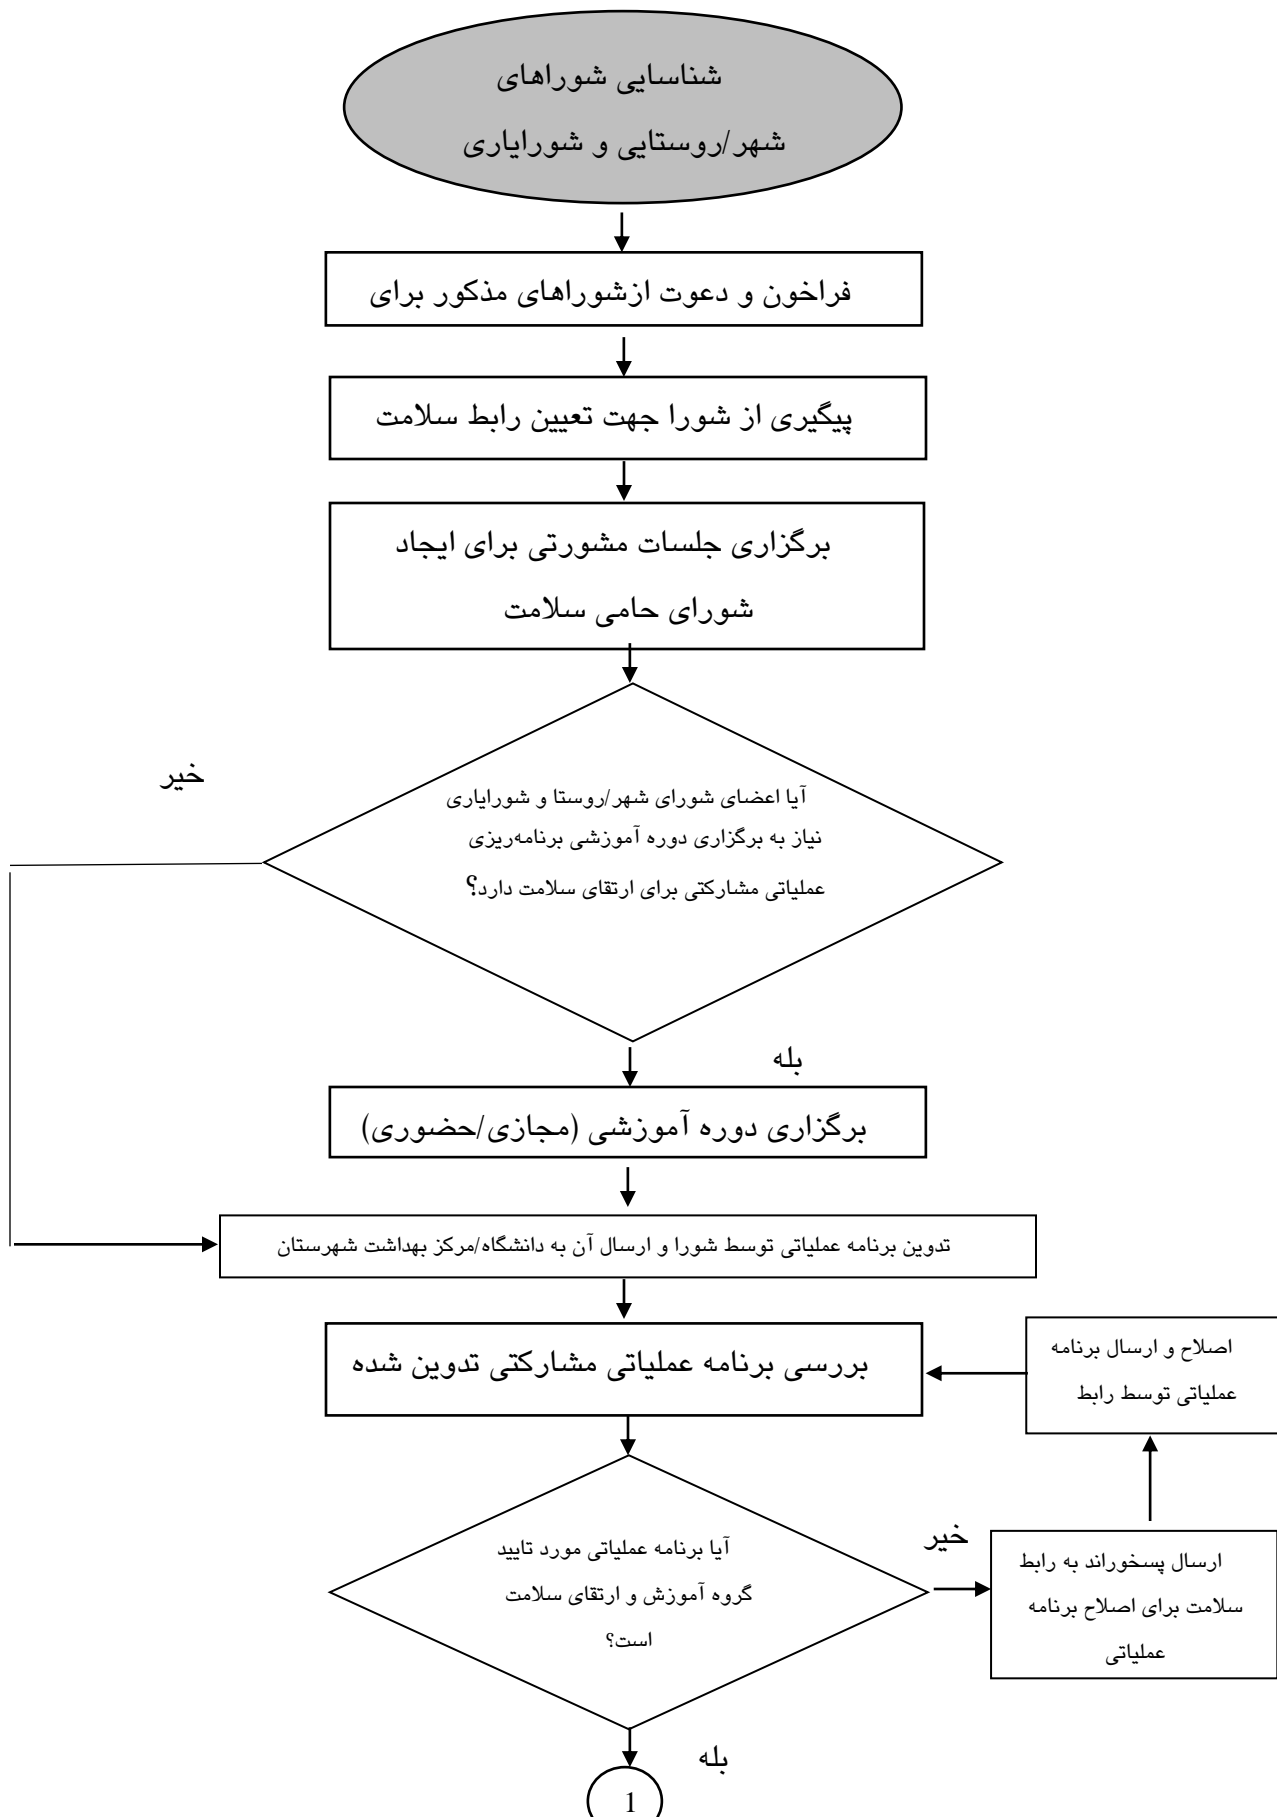 شناسایی شوراهای
شهر/روستایی و شورایاری
فراخون و دعوت ازشوراهای مذکور برای
پیگیری از شورا جهت تعیین رابط سلامت
برگزاری جلسات مشورتی برای ایجاد
شورای حامی سلامت
خیر
آیا اعضای شورای شهر/روستا و شورایاری
نیاز به برگزاری دوره آموزشی برنامه‌ریزی
عملیاتی مشارکتی برای ارتقای سلامت دارد؟
بله
برگزاری دوره آموزشی (مجازی/حضوری)
تدوین برنامه عملیاتی توسط شورا و ارسال آن به دانشگاه/مرکز بهداشت شهرستان
بررسی برنامه عملیاتی مشارکتی تدوین شده
اصلاح و ارسال برنامه
عملیاتی توسط رابط
آیا برنامه عملیاتی مورد تایید
گروه آموزش و ارتقای سلامت
است؟
خیر
ارسال پسخوراند به رابط
سلامت برای اصلاح برنامه
عملیاتی
بله
1